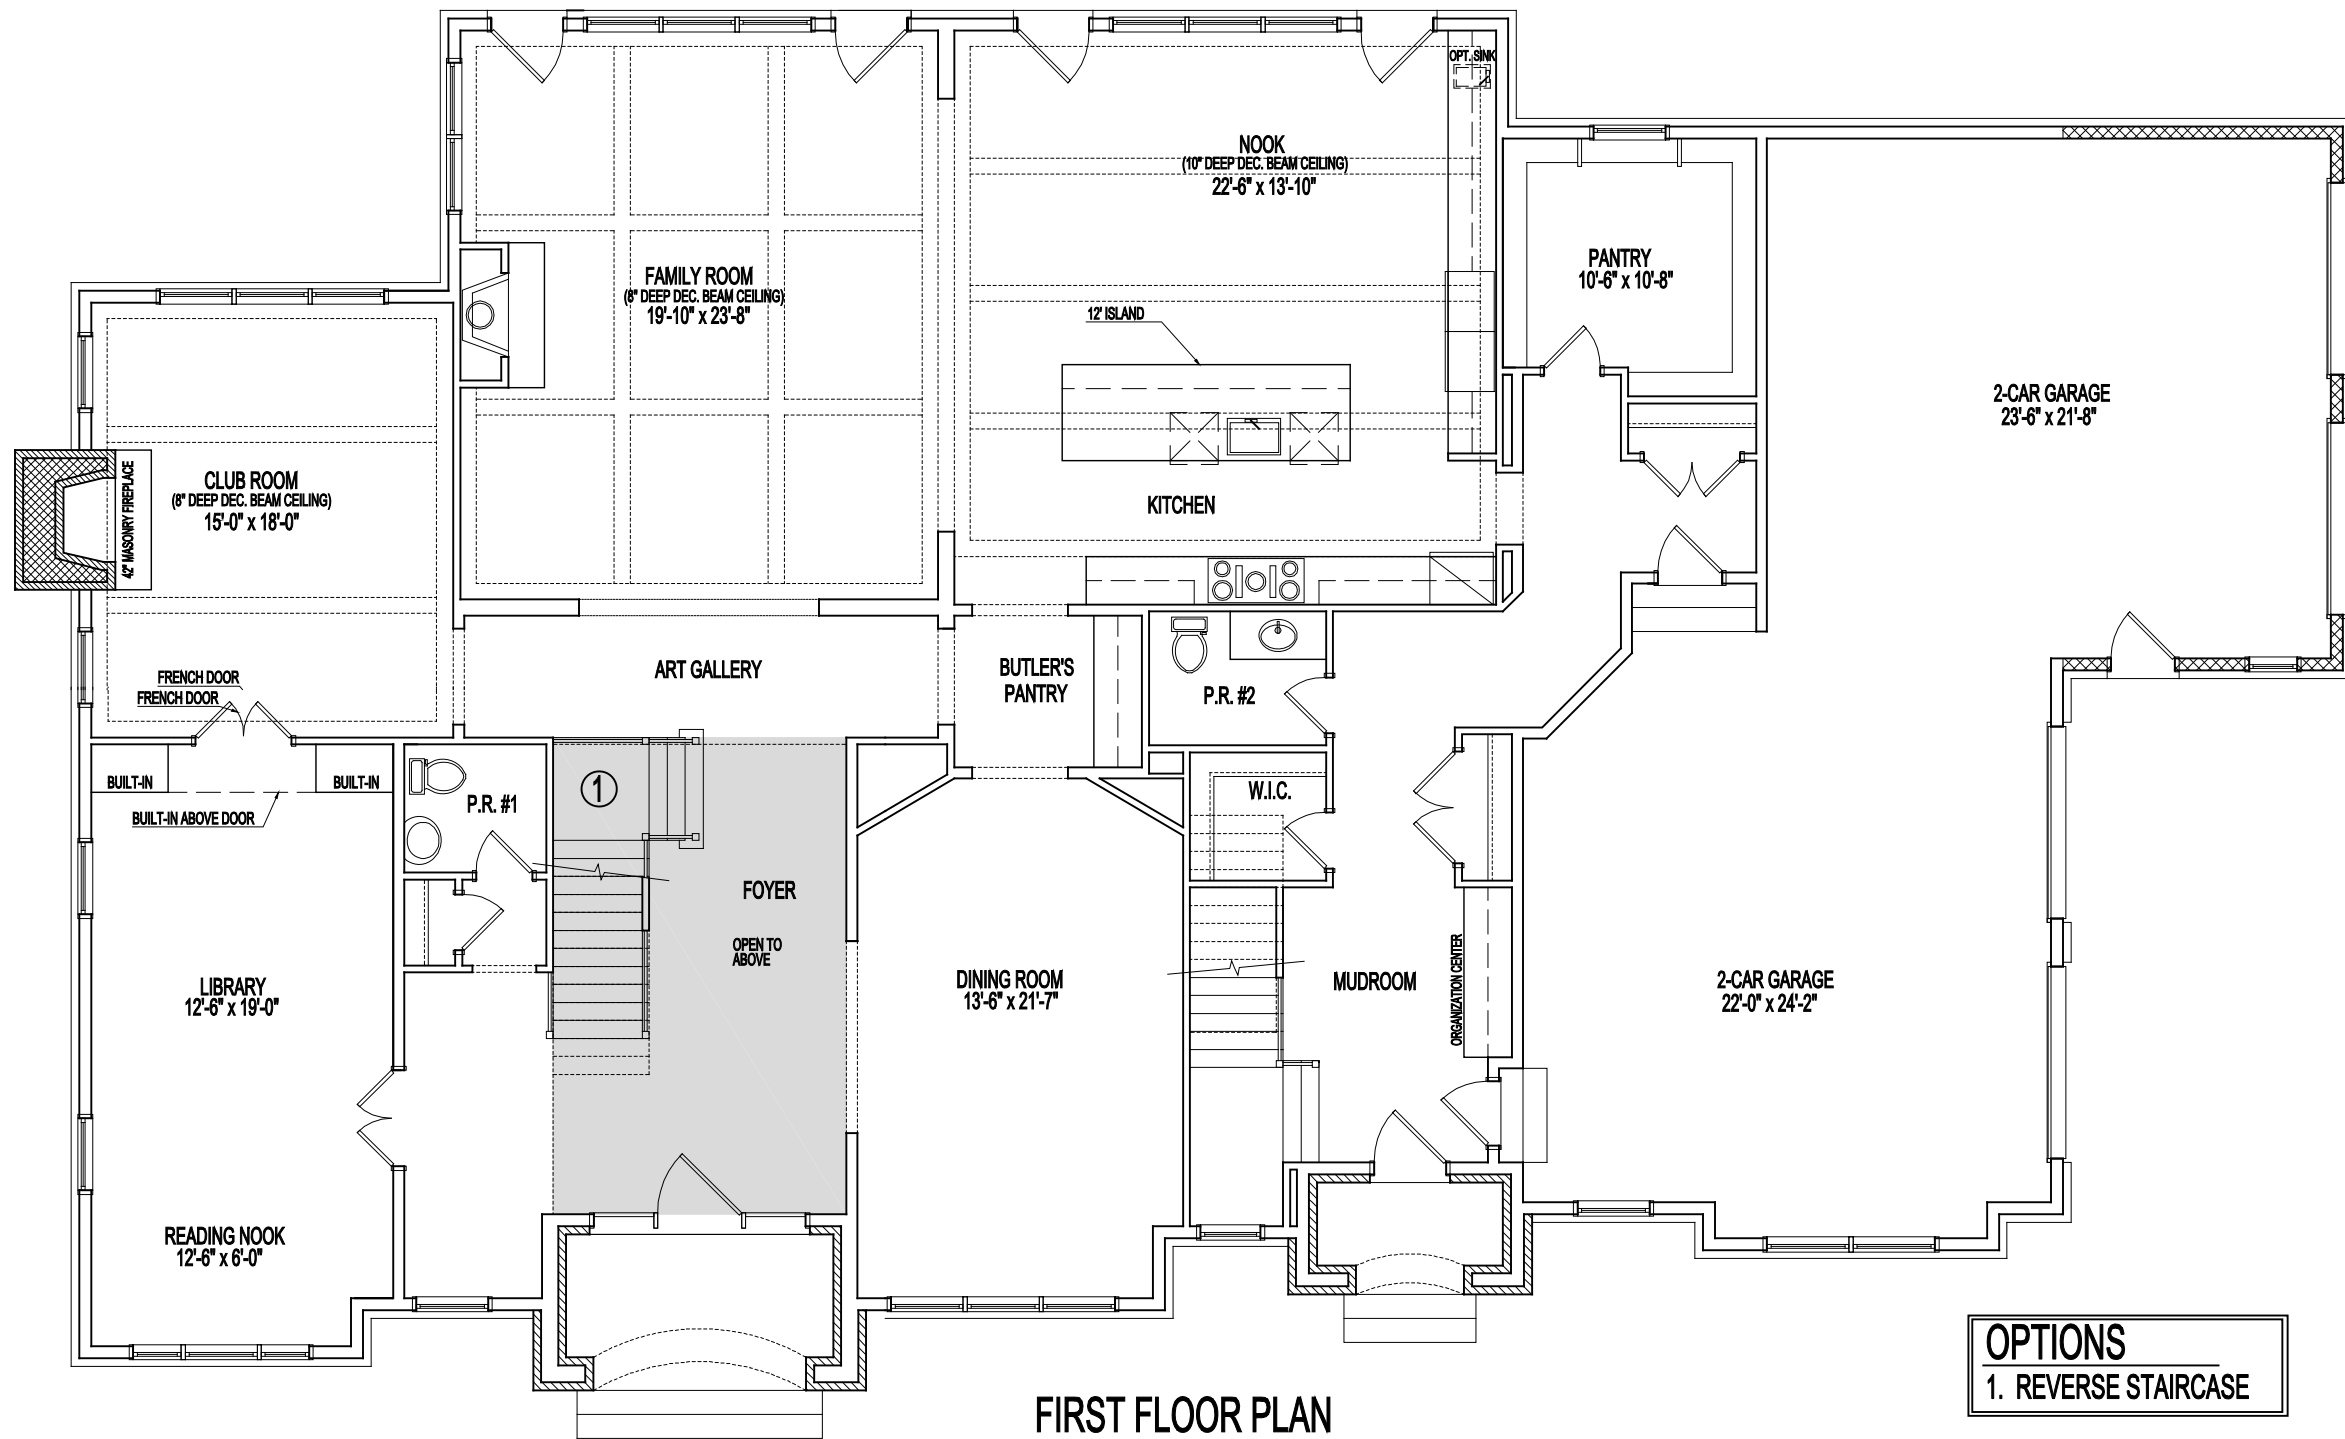 OPT. SINK
NOOK
(10" DEEP DEC. BEAM CEILING)
22'-6" x 13'-10"
PANTRY
10'-6" x 10'-8"
FAMILY ROOM
(8" DEEP DEC. BEAM CEILING)
19'-10" x 23'-8"
12' ISLAND
2-CAR GARAGE
23'-6" x 21'-8"
CLUB ROOM
(8" DEEP DEC. BEAM CEILING)
15'-0" x 18'-0"
42" MASONRY FIREPLACE
KITCHEN
FRENCH DOOR
FRENCH DOOR
ART GALLERY
BUTLER'S
PANTRY
P.R. #2
BUILT-IN
BUILT-IN
BUILT-IN ABOVE DOOR
P.R. #1
1
W.I.C.
FOYER
OPEN TO
ABOVE
LIBRARY
12'-6" x 19'-0"
DINING ROOM
13'-6" x 21'-7"
MUDROOM
ORGANIZATION CENTER
2-CAR GARAGE
22'-0" x 24'-2"
READING NOOK
12'-6" x 6'-0"
OPTIONS
1. REVERSE STAIRCASE
FIRST FLOOR PLAN